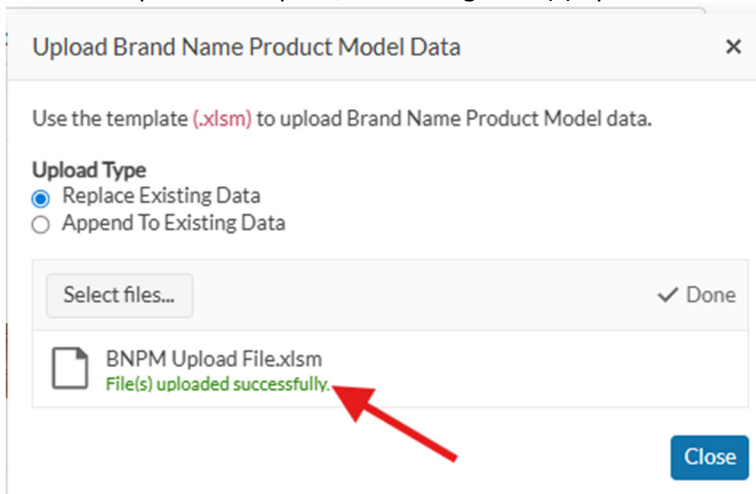 Upload Brand Name Product Model Data ×
Use the template (.xlsm) to upload Brand Name Product Model data.
Upload Type
Replace Existing Data
Append To Existing Data
Select files...
Done
BNPM Upload File.xlsm
File(s) uploaded successfully.
Close